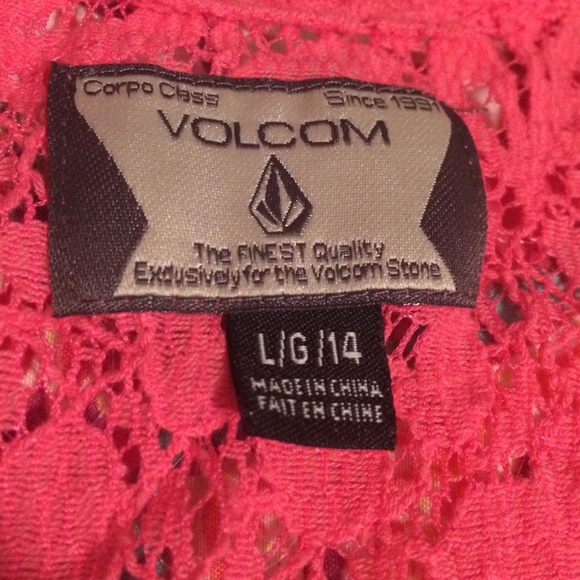 Corpo Class Since 1991
VOLCOM
The FINEST Quality
Exclusively for the Volcom Stone
L/G/14
MADE IN CHINA
FAIT EN CHINE